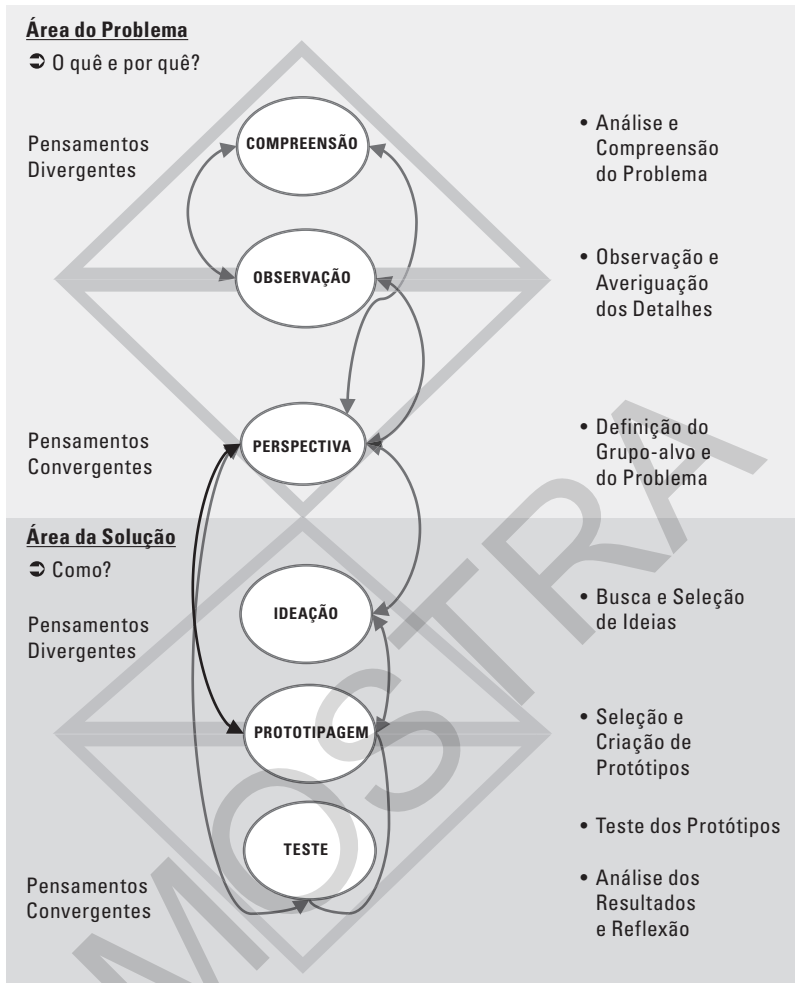 Área do Problema
➲ O quê e por quê?
Pensamentos
Divergentes
COMPREENSÃO
• Análise e
Compreensão
do Problema
OBSERVAÇÃO
• Observação e
Averiguação
dos Detalhes
Pensamentos
Convergentes
PERSPECTIVA
• Definição do
Grupo-alvo e
do Problema
Área da Solução
➲ Como?
Pensamentos
Divergentes
IDEAÇÃO
• Busca e Seleção
de Ideias
PROTOTIPAGEM
• Seleção e
Criação de
Protótipos
TESTE
• Teste dos Protótipos
Pensamentos
Convergentes
• Análise dos
Resultados
e Reflexão
MOSTRA